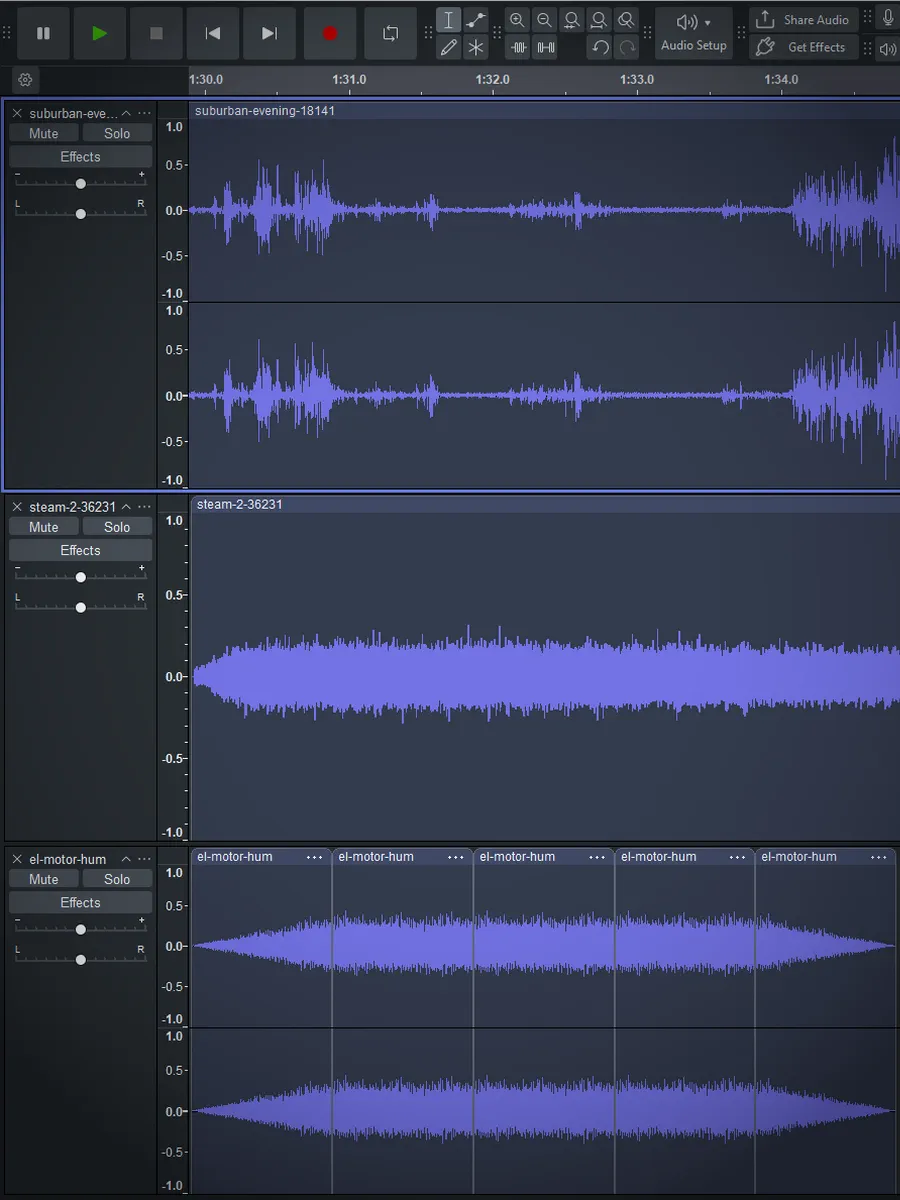 Share Audio
Audio Setup
Get Effects
1:30.0 1:31.0 1:32.0 1:33.0 1:34.0
suburban-eve... suburban-evening-18141
Mute Solo
Effects
- +
L R
1.0
0.5
0.0
-0.5
-1.0
1.0
0.5
0.0
-0.5
-1.0
steam-2-36231 steam-2-36231
Mute Solo
Effects
- +
L R
1.0
0.5
0.0
-0.5
-1.0
el-motor-hum el-motor-hum el-motor-hum el-motor-hum el-motor-hum el-motor-hum
Mute Solo
Effects
- +
L R
1.0
0.5
0.0
-0.5
-1.0
1.0
0.5
0.0
-0.5
-1.0